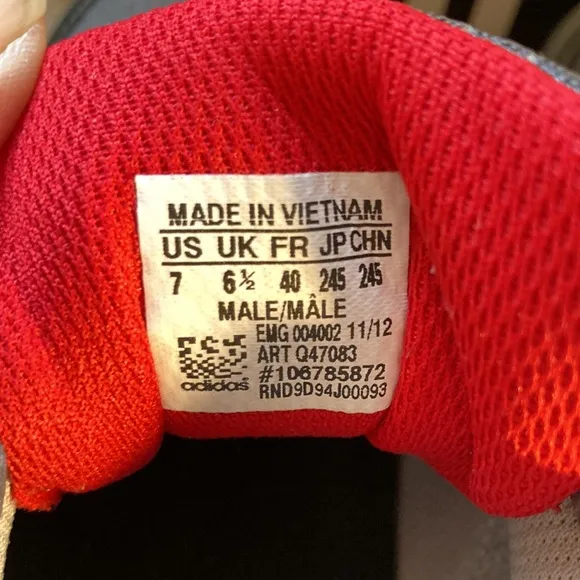 MADE IN VIETNAM
US UK FR JP CHN
7 6½ 40 245 245
MALE/MÂLE
EMG 004002 11/12
ART Q47083
#106785872
adidas RND9D94J00093